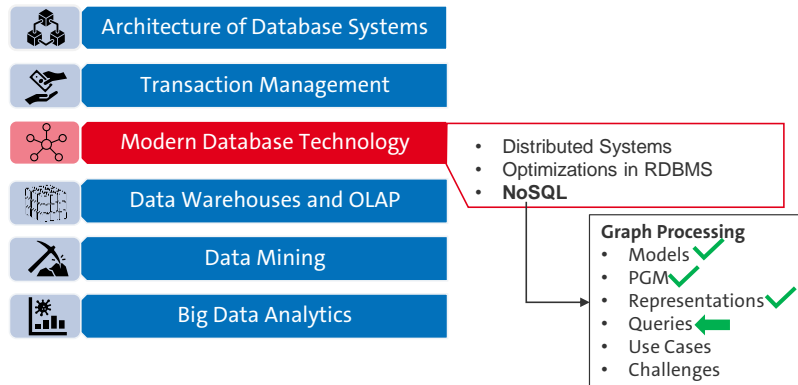 Architecture of Database Systems
Transaction Management
Modern Database Technology
• Distributed Systems
• Optimizations in RDBMS
• NoSQL
Data Warehouses and OLAP
Data Mining
Big Data Analytics
Graph Processing
• Models
• PGM
• Representations
• Queries
• Use Cases
• Challenges